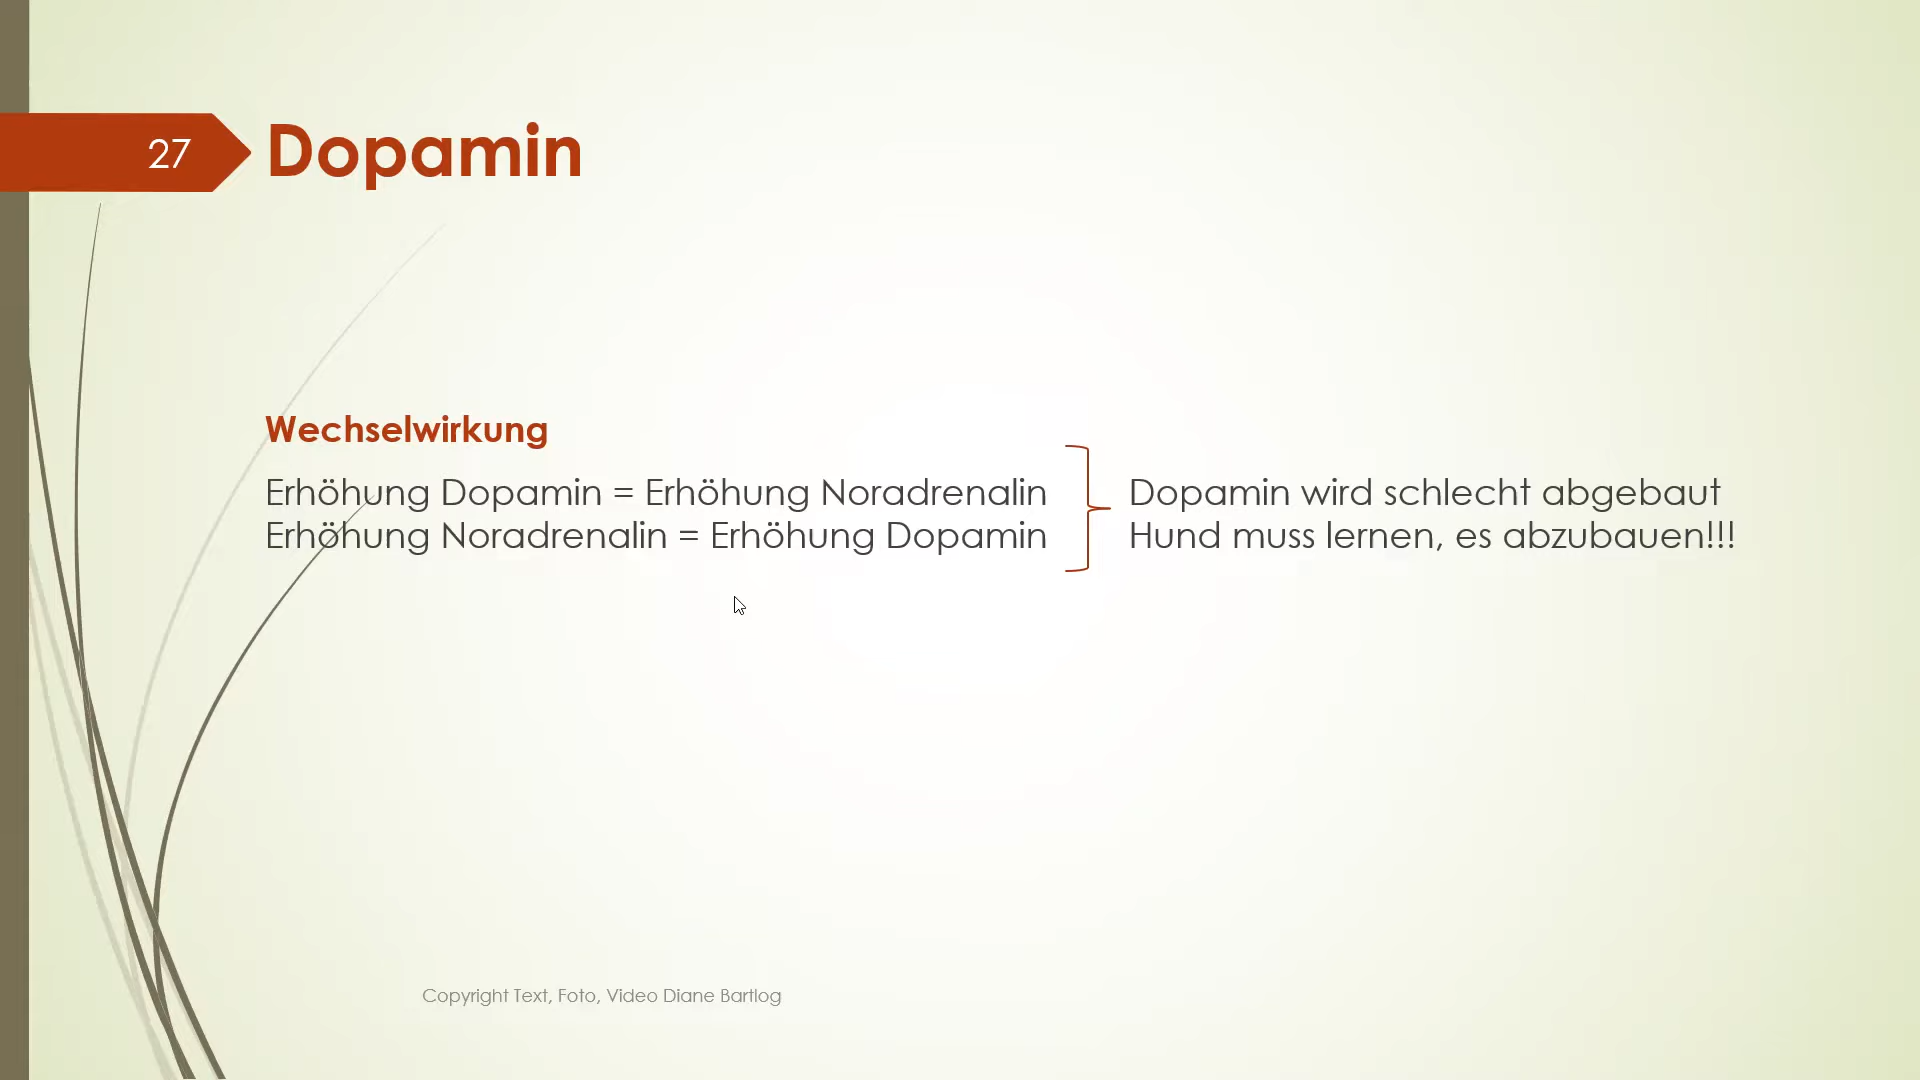 27
Dopamin
Wechselwirkung
Erhöhung Dopamin = Erhöhung Noradrenalin
Erhöhung Noradrenalin = Erhöhung Dopamin
Dopamin wird schlecht abgebaut
Hund muss lernen, es abzubauen!!!
Copyright Text, Foto, Video Diane Bartlog